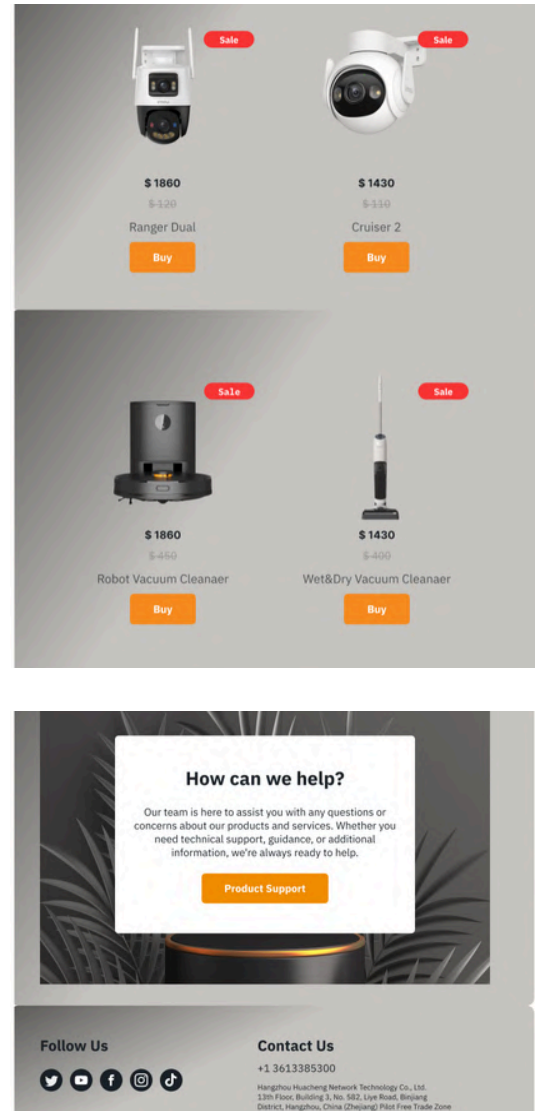 Sale
Sale
$ 1860
$ 1430
$ 120
$ 110
Ranger Dual
Cruiser 2
Buy
Buy
Sale
Sale
$ 1860
$ 1430
$ 450
$ 400
Robot Vacuum Cleanaer
Wet&Dry Vacuum Cleanaer
Buy
Buy
How can we help?
Our team is here to assist you with any questions or
concerns about our products and services. Whether you
need technical support, guidance, or additional
information, we're always ready to help.
Product Support
Follow Us
Contact Us
+1 3613385300
Hangzhou Huacheng Network Technology Co., Ltd.
13th Floor, Building 3, No. 582, Liye Road, Binjiang
District, Hangzhou, China (Zhejiang) Pilot Free Trade Zone